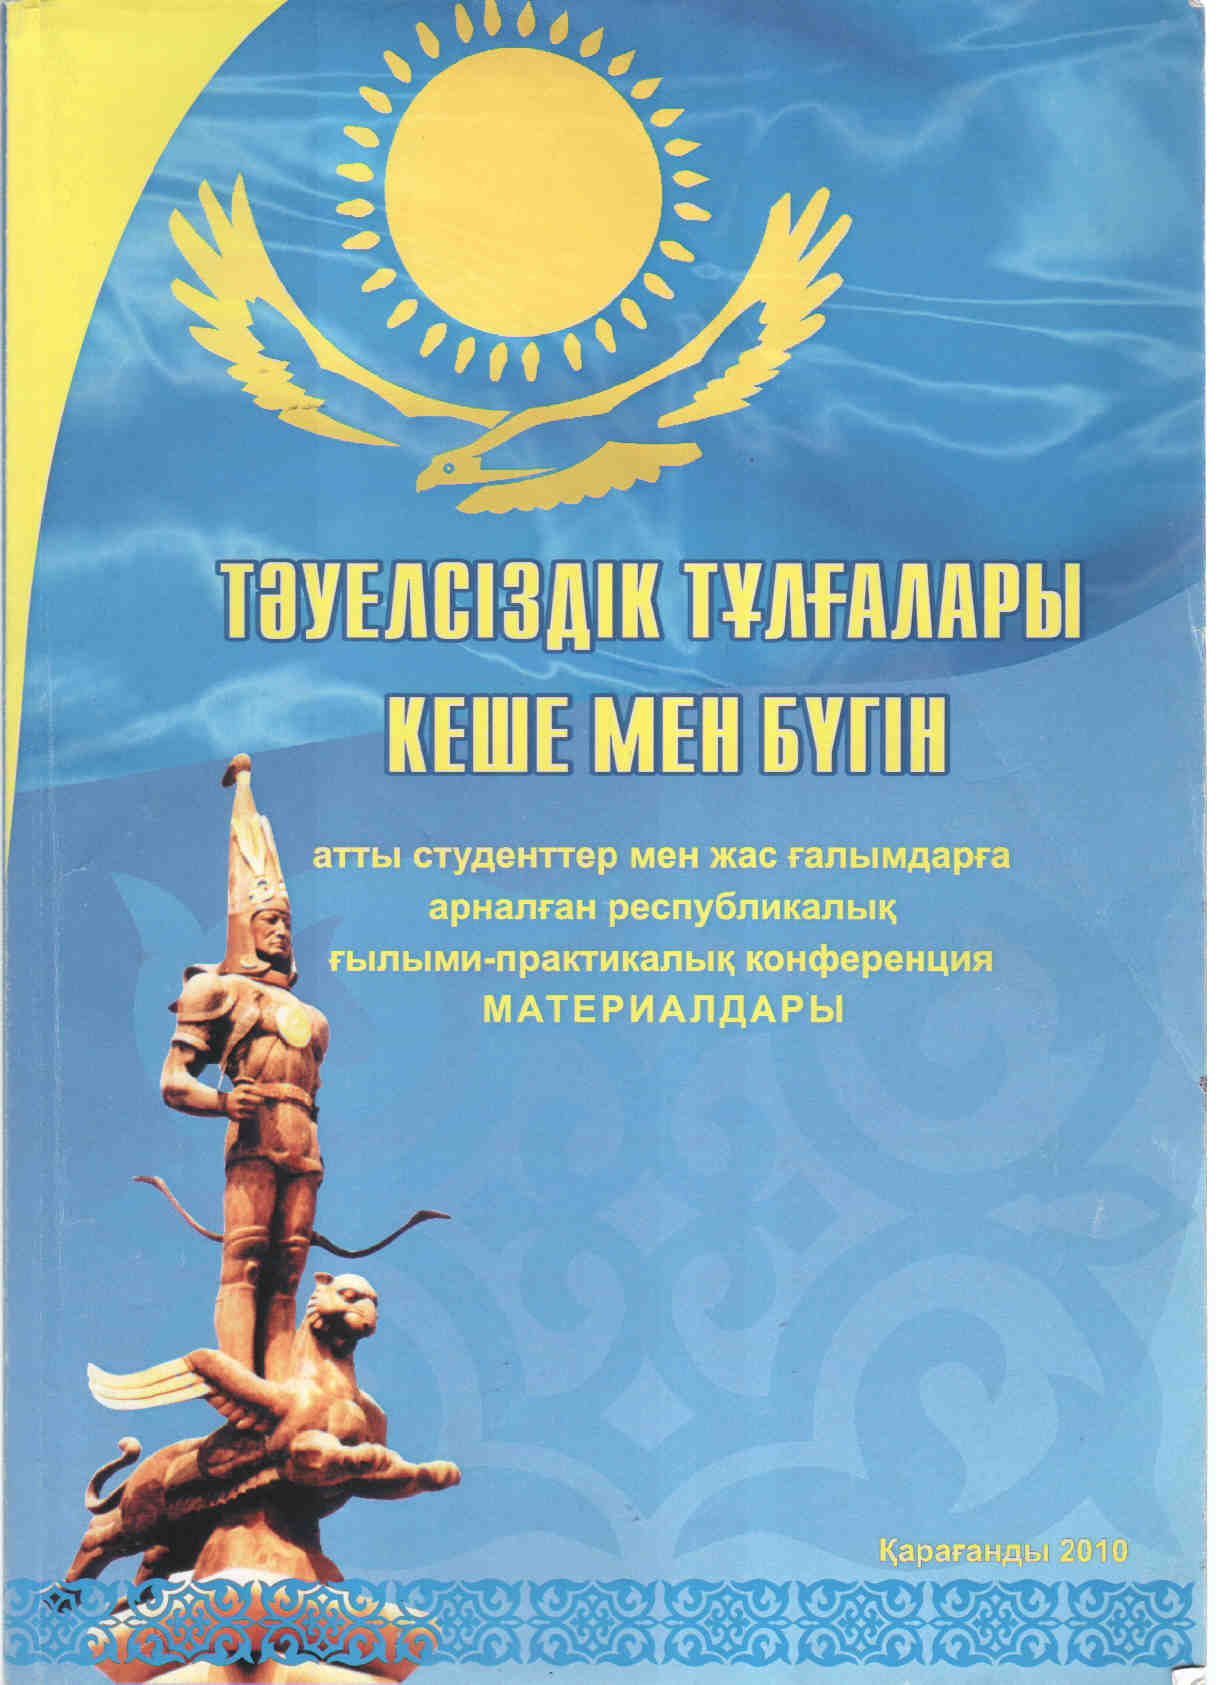 ТӘУЕЛСІЗДІК ТҰЛҒАЛАРЫ
КЕШЕ МЕН БҮГІН
атты студенттер мен жас ғалымдарға
арналған республикалық
ғылыми-практикалық конференция
МАТЕРИАЛДАРЫ
Қарағанды 2010